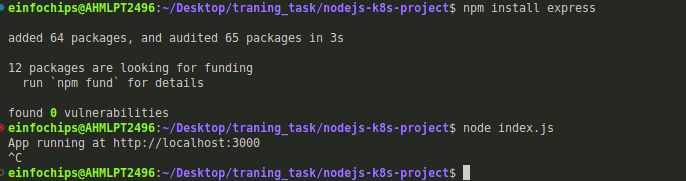 einfochips@AHMLPT2496:~/Desktop/traning_task/nodejs-k8s-project$ npm install express
added 64 packages, and audited 65 packages in 3s
12 packages are looking for funding
  run `npm fund` for details
found 0 vulnerabilities
einfochips@AHMLPT2496:~/Desktop/traning_task/nodejs-k8s-project$ node index.js
App running at http://localhost:3000
^C
einfochips@AHMLPT2496:~/Desktop/traning_task/nodejs-k8s-project$